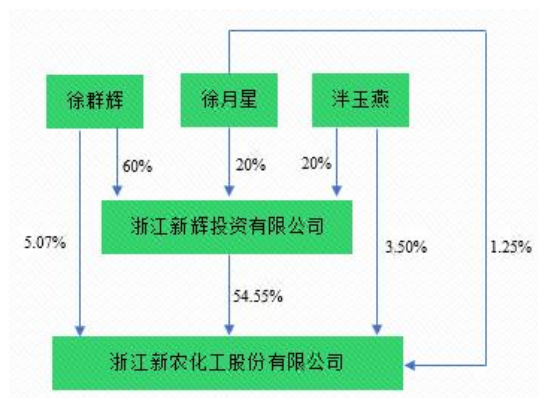 徐群辉
徐月星
泮玉燕
60%
20%
20%
浙江新辉投资有限公司
5.07%
3.50%
1.25%
54.55%
浙江新农化工股份有限公司